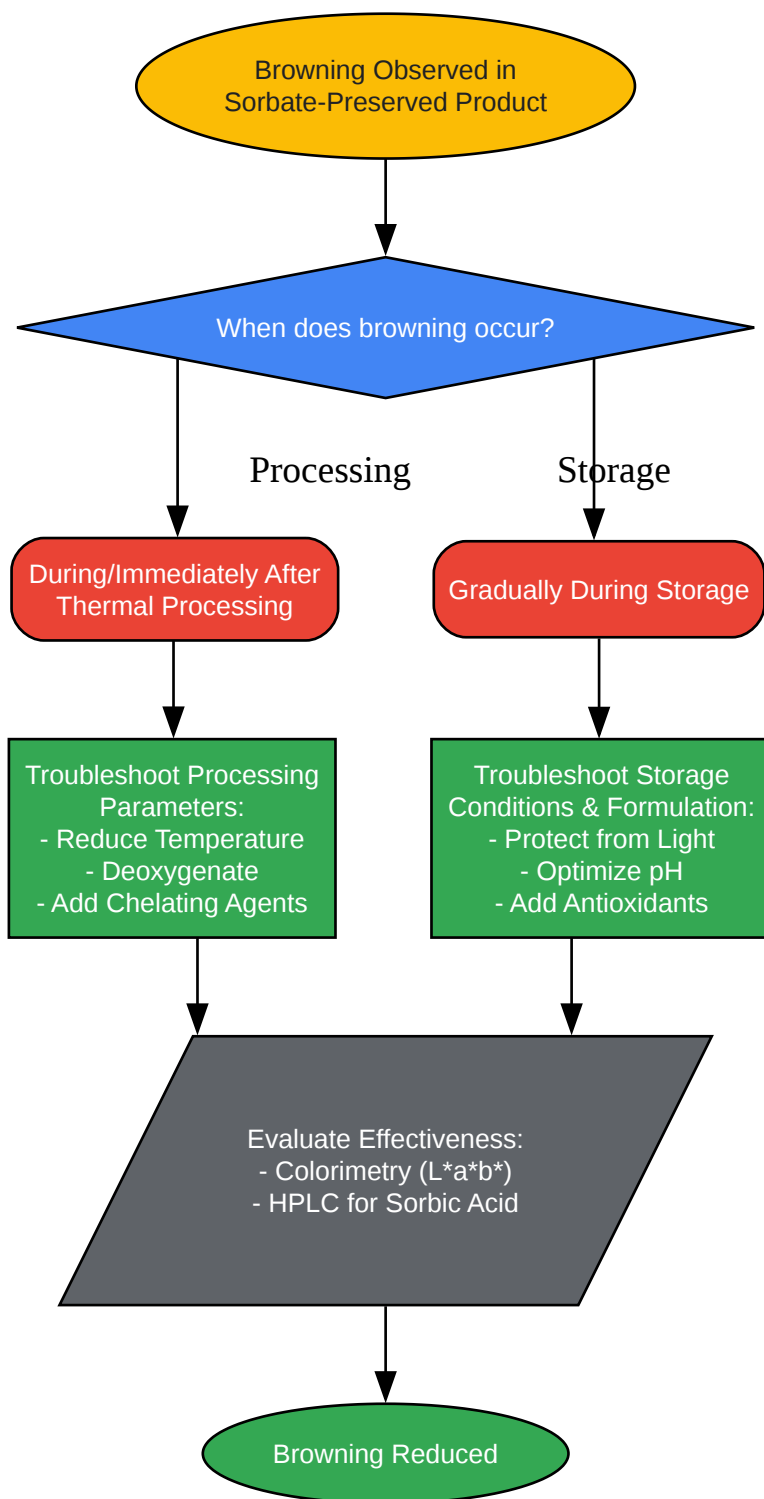 Browning Observed in
Sorbate-Preserved Product
When does browning occur?
Processing
Storage
During/Immediately After
Thermal Processing
Gradually During Storage
Troubleshoot Processing
Parameters:
- Reduce Temperature
- Deoxygenate
- Add Chelating Agents
Troubleshoot Storage
Conditions & Formulation:
- Protect from Light
- Optimize pH
- Add Antioxidants
Evaluate Effectiveness:
- Colorimetry (L*a*b*)
- HPLC for Sorbic Acid
Browning Reduced